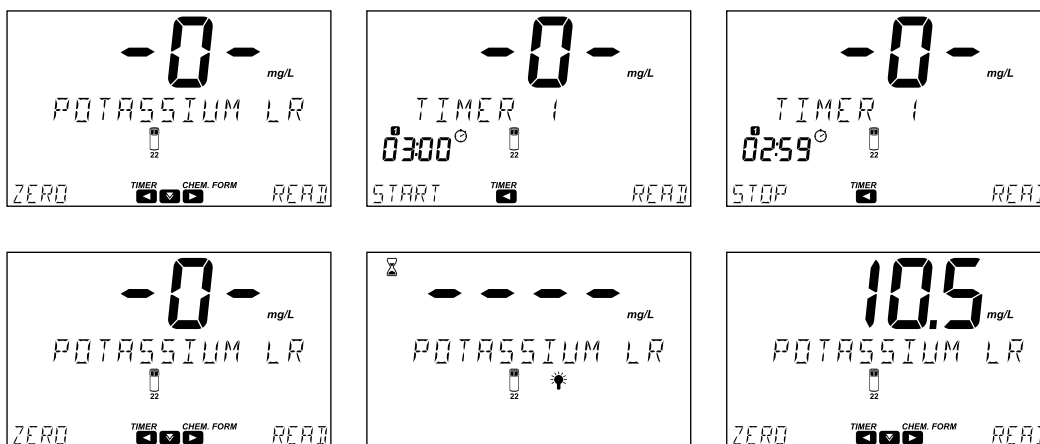 -0-
mg/L
POTASSIUM LR
22
TIMER CHEM. FORM
ZERO READ
-0-
mg/L
TIMER 1
1
03:00
22
TIMER
START READ
-0-
mg/L
TIMER 1
1
02:59
22
TIMER
STOP READ
-0-
mg/L
POTASSIUM LR
22
TIMER CHEM. FORM
ZERO READ
----
mg/L
POTASSIUM LR
22
10.5
mg/L
POTASSIUM LR
22
TIMER CHEM. FORM
ZERO READ